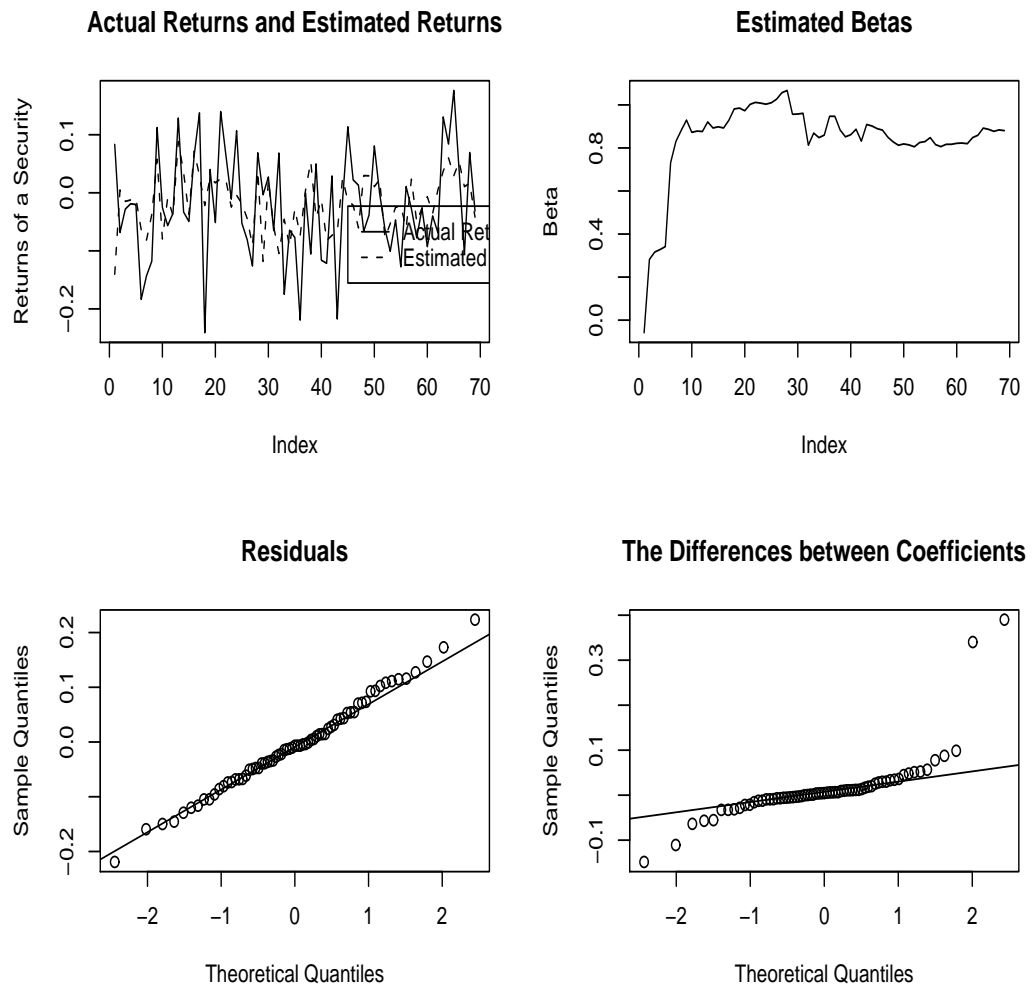 Actual Returns and Estimated Returns
Returns of a Security
0.1
0.0
−0.2
Actual Ret
Estimated
0 10 20 30 40 50 60 70
Index
Estimated Betas
Beta
0.8
0.4
0.0
0 10 20 30 40 50 60 70
Index
Residuals
Sample Quantiles
0.2
0.1
0.0
−0.2
−2 −1 0 1 2
Theoretical Quantiles
The Differences between Coefficients
Sample Quantiles
0.3
0.1
−0.1
−2 −1 0 1 2
Theoretical Quantiles